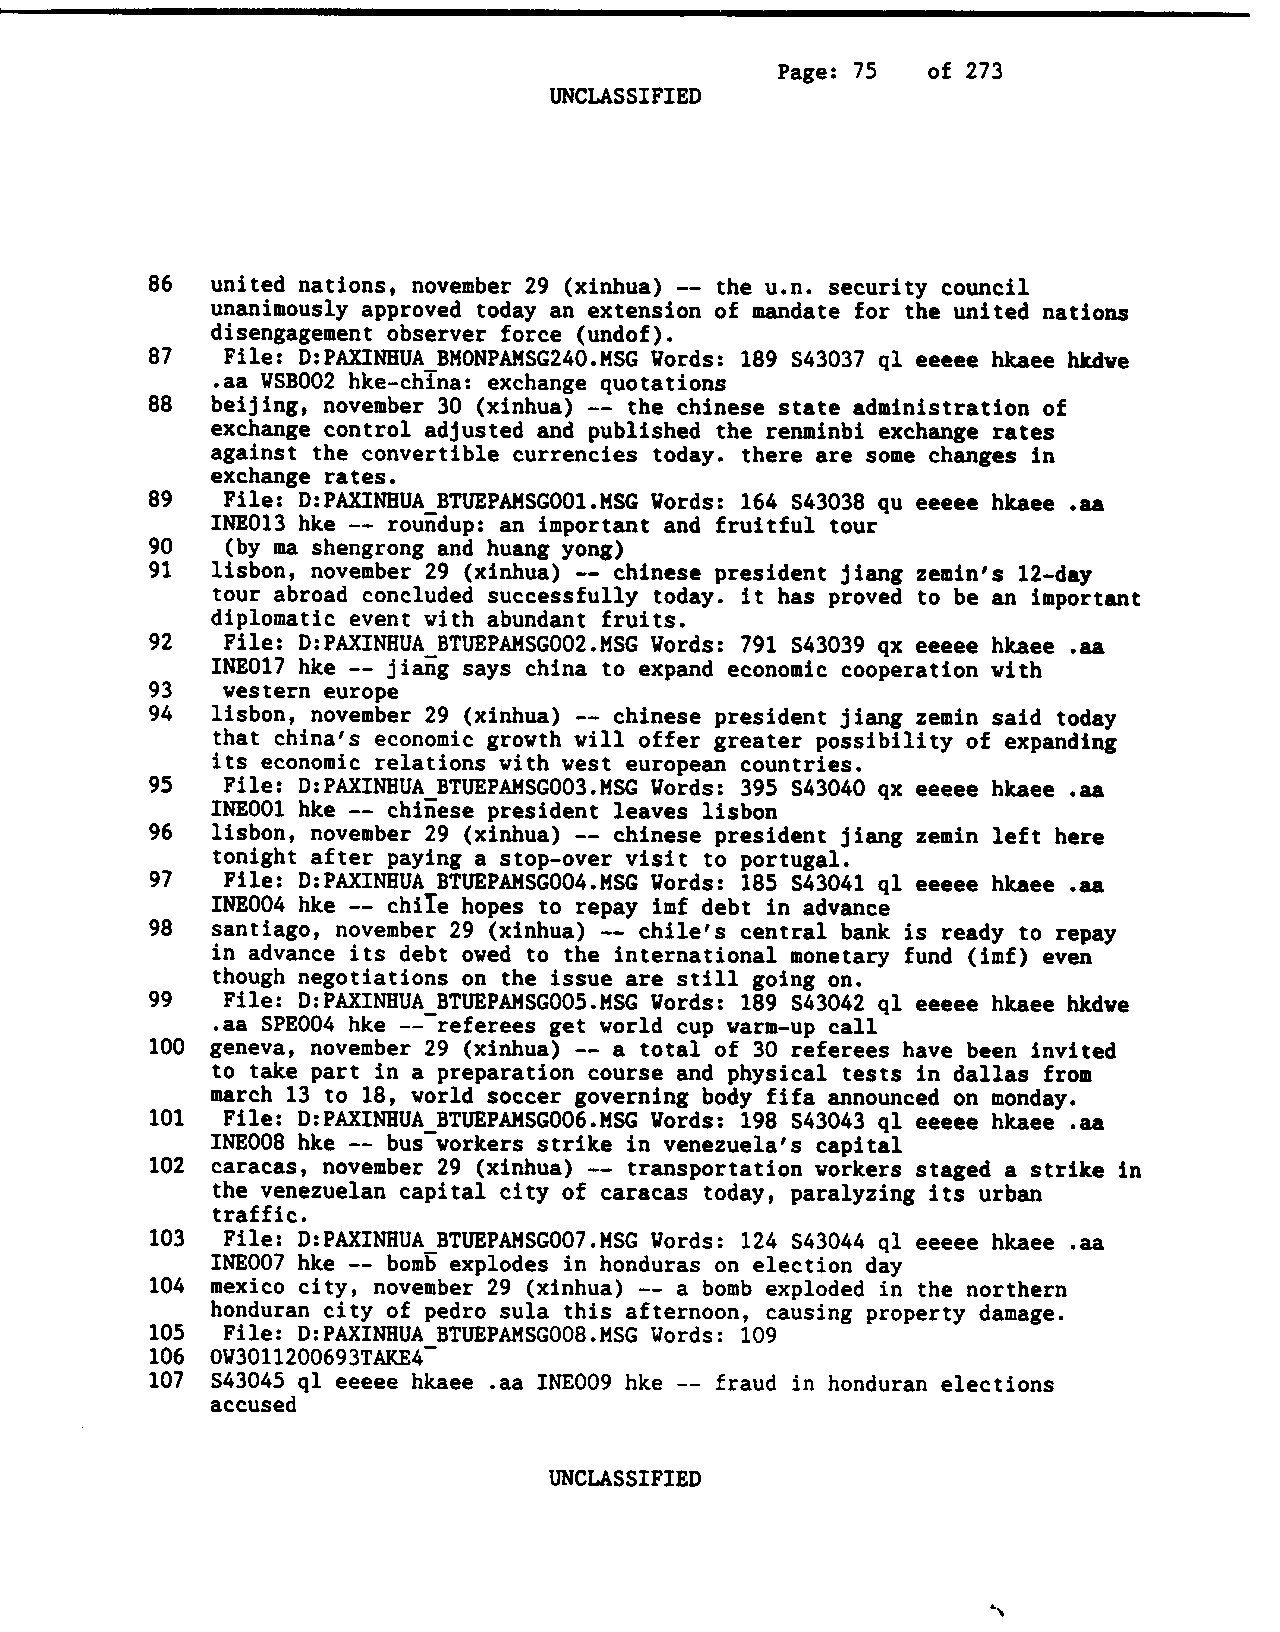 Page: 75 of 273
UNCLASSIFIED
86 united nations, november 29 (xinhua) -- the u.n. security council
unanimously approved today an extension of mandate for the united nations
disengagement observer force (undof).
87 File: D:PAXINHUA_BMONPAMSG240.MSG Words: 189 S43037 ql eeeee hkaee hkdve
.aa WSB002 hke-china: exchange quotations
88 beijing, november 30 (xinhua) -- the chinese state administration of
exchange control adjusted and published the renminbi exchange rates
against the convertible currencies today. there are some changes in
exchange rates.
89 File: D:PAXINHUA_BTUEPAMSG001.MSG Words: 164 S43038 qu eeeee hkaee .aa
INE013 hke -- roundup: an important and fruitful tour
90 (by ma shengrong and huang yong)
91 lisbon, november 29 (xinhua) -- chinese president jiang zemin's 12-day
tour abroad concluded successfully today. it has proved to be an important
diplomatic event with abundant fruits.
92 File: D:PAXINHUA_BTUEPAMSG002.MSG Words: 791 S43039 qx eeeee hkaee .aa
INE017 hke -- jiang says china to expand economic cooperation with
93 western europe
94 lisbon, november 29 (xinhua) -- chinese president jiang zemin said today
that china's economic growth will offer greater possibility of expanding
its economic relations with west european countries.
95 File: D:PAXINHUA_BTUEPAMSG003.MSG Words: 395 S43040 qx eeeee hkaee .aa
INE001 hke -- chinese president leaves lisbon
96 lisbon, november 29 (xinhua) -- chinese president jiang zemin left here
tonight after paying a stop-over visit to portugal.
97 File: D:PAXINHUA_BTUEPAMSG004.MSG Words: 185 S43041 ql eeeee hkaee .aa
INE004 hke -- chile hopes to repay imf debt in advance
98 santiago, november 29 (xinhua) -- chile's central bank is ready to repay
in advance its debt owed to the international monetary fund (imf) even
though negotiations on the issue are still going on.
99 File: D:PAXINHUA_BTUEPAMSG005.MSG Words: 189 S43042 ql eeeee hkaee hkdve
.aa SPE004 hke -- referees get world cup warm-up call
100 geneva, november 29 (xinhua) -- a total of 30 referees have been invited
to take part in a preparation course and physical tests in dallas from
march 13 to 18, world soccer governing body fifa announced on monday.
101 File: D:PAXINHUA_BTUEPAMSG006.MSG Words: 198 S43043 ql eeeee hkaee .aa
INE008 hke -- bus workers strike in venezuela's capital
102 caracas, november 29 (xinhua) -- transportation workers staged a strike in
the venezuelan capital city of caracas today, paralyzing its urban
traffic.
103 File: D:PAXINHUA_BTUEPAMSG007.MSG Words: 124 S43044 ql eeeee hkaee .aa
INE007 hke -- bomb explodes in honduras on election day
104 mexico city, november 29 (xinhua) -- a bomb exploded in the northern
honduran city of pedro sula this afternoon, causing property damage.
105 File: D:PAXINHUA_BTUEPAMSG008.MSG Words: 109
106 OW3011200693TAKE4
107 S43045 ql eeeee hkaee .aa INE009 hke -- fraud in honduran elections
accused
UNCLASSIFIED